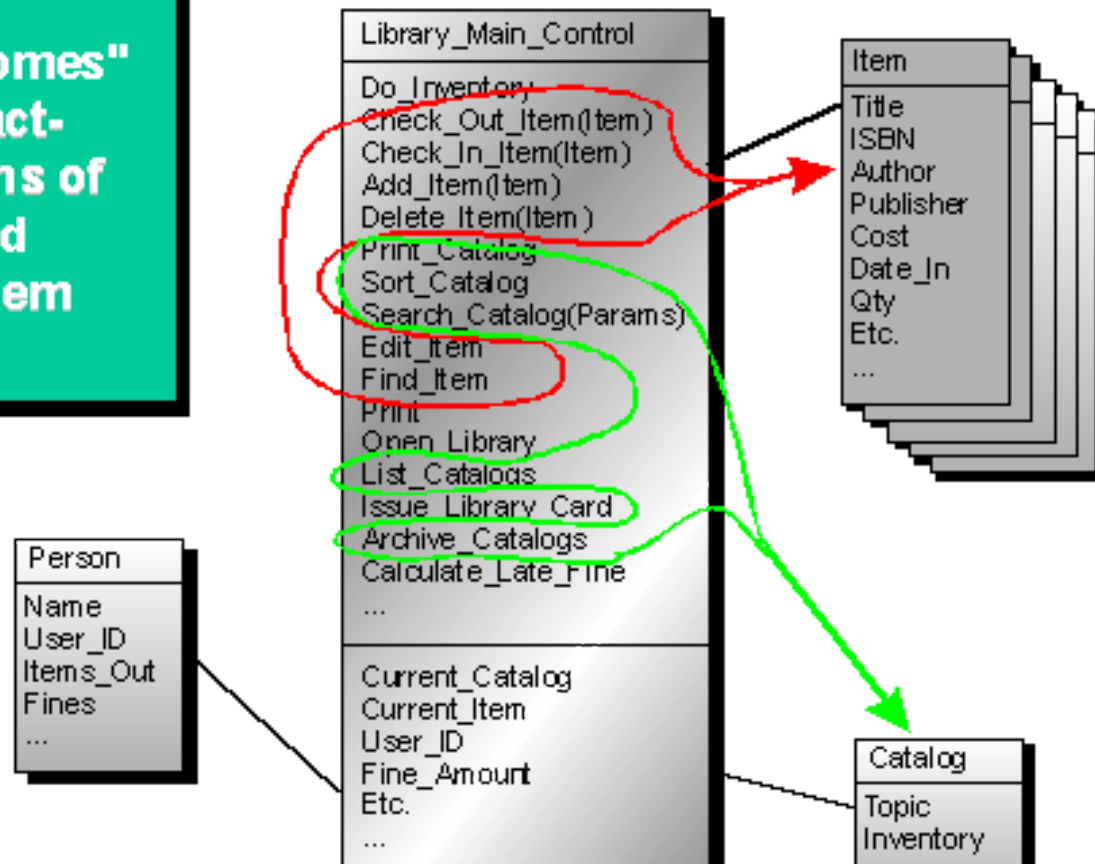 omes"
act-
ns of
d
em
Library_Main_Control
Do_Inventory
Check_Out_Item(Item)
Check_In_Item(Item)
Add_Item(Item)
Delete_Item(Item)
Print_Catalog
Sort_Catalog
Search_Catalog(Params)
Edit_Item
Find_Item
Print
Open_Library
List_Catalogs
Issue_Library_Card
Archive_Catalogs
Calculate_Late_Fine
...
Current_Catalog
Current_Item
User_ID
Fine_Amount
Etc.
...
Item
Title
ISBN
Author
Publisher
Cost
Date_In
Qty
Etc.
...
Person
Name
User_ID
Items_Out
Fines
...
Catalog
Topic
Inventory